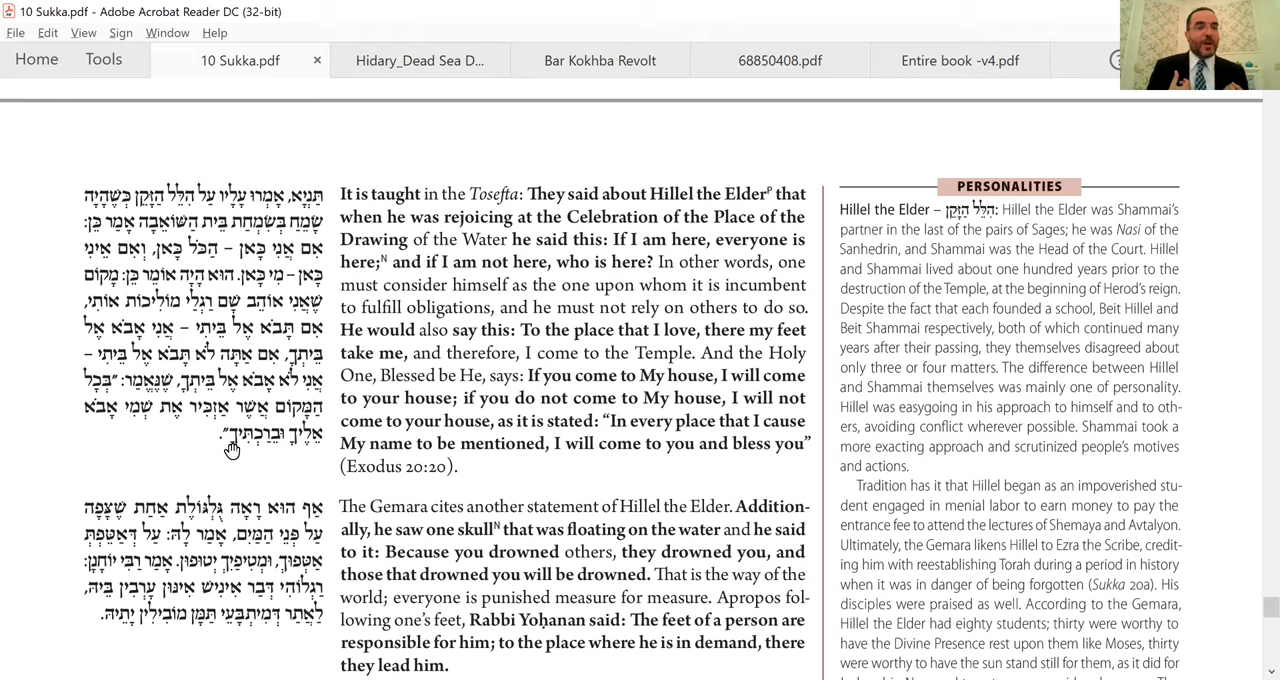 10 Sukka.pdf - Adobe Acrobat Reader DC (32-bit)
File Edit View Sign Window Help
Home Tools 10 Sukka.pdf × Hidary_Dead Sea D... Bar Kokhba Revolt 68850408.pdf Entire book -v4.pdf
תַּנְיָא, אָמְרוּ עָלָיו עַל הִלֵּל הַזָּקֵן כְּשֶׁהָיָה
שָׂמֵחַ בְּשִׂמְחַת בֵּית הַשּׁוֹאֵבָה אָמַר כֵּן:
אִם אֲנִי כָּאן – הַכֹּל כָּאן, וְאִם אֵינִי
כָּאן – מִי כָּאן. הוּא הָיָה אוֹמֵר כֵּן: מָקוֹם
שֶׁאֲנִי אוֹהֵב שָׁם רַגְלַי מוֹלִיכוֹת אוֹתִי,
אִם תָּבֹא אֶל בֵּיתִי – אֲנִי אָבֹא אֶל
בֵּיתְךָ, אִם אַתָּה לֹא תָּבֹא אֶל בֵּיתִי –
אֲנִי לֹא אָבֹא אֶל בֵּיתְךָ, שֶׁנֶּאֱמַר: ״בְּכָל
הַמָּקוֹם אֲשֶׁר אַזְכִּיר אֶת שְׁמִי אָבֹא
אֵלֶיךָ וּבֵרַכְתִּיךָ״.
אַף הוּא רָאָה גֻּלְגּוֹלֶת אַחַת שֶׁצָּפָה
עַל פְּנֵי הַמַּיִם, אָמַר לָהּ: עַל דְּאַטֵּפְתְּ
אַטְּפוּךְ, וּמְטִיפַיִךְ יְטוּפוּן. אָמַר רַבִּי יוֹחָנָן:
רַגְלוֹהִי דְּבַר אִינִישׁ אִינּוּן עָרְבִין בֵּיהּ,
לַאֲתַר דְּמִיתְבָּעֵי תַּמָּן מוֹבִילִין יָתֵיהּ.
It is taught in the Tosefta: They said about Hillel the Elderᴾ that
when he was rejoicing at the Celebration of the Place of the
Drawing of the Water he said this: If I am here, everyone is
here;ᴺ and if I am not here, who is here? In other words, one
must consider himself as the one upon whom it is incumbent
to fulfill obligations, and he must not rely on others to do so.
He would also say this: To the place that I love, there my feet
take me, and therefore, I come to the Temple. And the Holy
One, Blessed be He, says: If you come to My house, I will come
to your house; if you do not come to My house, I will not
come to your house, as it is stated: “In every place that I cause
My name to be mentioned, I will come to you and bless you”
(Exodus 20:20).
The Gemara cites another statement of Hillel the Elder. Addition-
ally, he saw one skullᴺ that was floating on the water and he said
to it: Because you drowned others, they drowned you, and
those that drowned you will be drowned. That is the way of the
world; everyone is punished measure for measure. Apropos fol-
lowing one’s feet, Rabbi Yoḥanan said: The feet of a person are
responsible for him; to the place where he is in demand, there
they lead him.
PERSONALITIES
Hillel the Elder – הִלֵּל הַזָּקֵן: Hillel the Elder was Shammai’s
partner in the last of the pairs of Sages; he was Nasi of the
Sanhedrin, and Shammai was the Head of the Court. Hillel
and Shammai lived about one hundred years prior to the
destruction of the Temple, at the beginning of Herod’s reign.
Despite the fact that each founded a school, Beit Hillel and
Beit Shammai respectively, both of which continued many
years after their passing, they themselves disagreed about
only three or four matters. The difference between Hillel
and Shammai themselves was mainly one of personality.
Hillel was easygoing in his approach to himself and to oth-
ers, avoiding conflict wherever possible. Shammai took a
more exacting approach and scrutinized people’s motives
and actions.
Tradition has it that Hillel began as an impoverished stu-
dent engaged in menial labor to earn money to pay the
entrance fee to attend the lectures of Shemaya and Avtalyon.
Ultimately, the Gemara likens Hillel to Ezra the Scribe, credit-
ing him with reestablishing Torah during a period in history
when it was in danger of being forgotten (Sukka 20a). His
disciples were praised as well. According to the Gemara,
Hillel the Elder had eighty students; thirty were worthy to
have the Divine Presence rest upon them like Moses, thirty
were worthy to have the sun stand still for them, as it did for